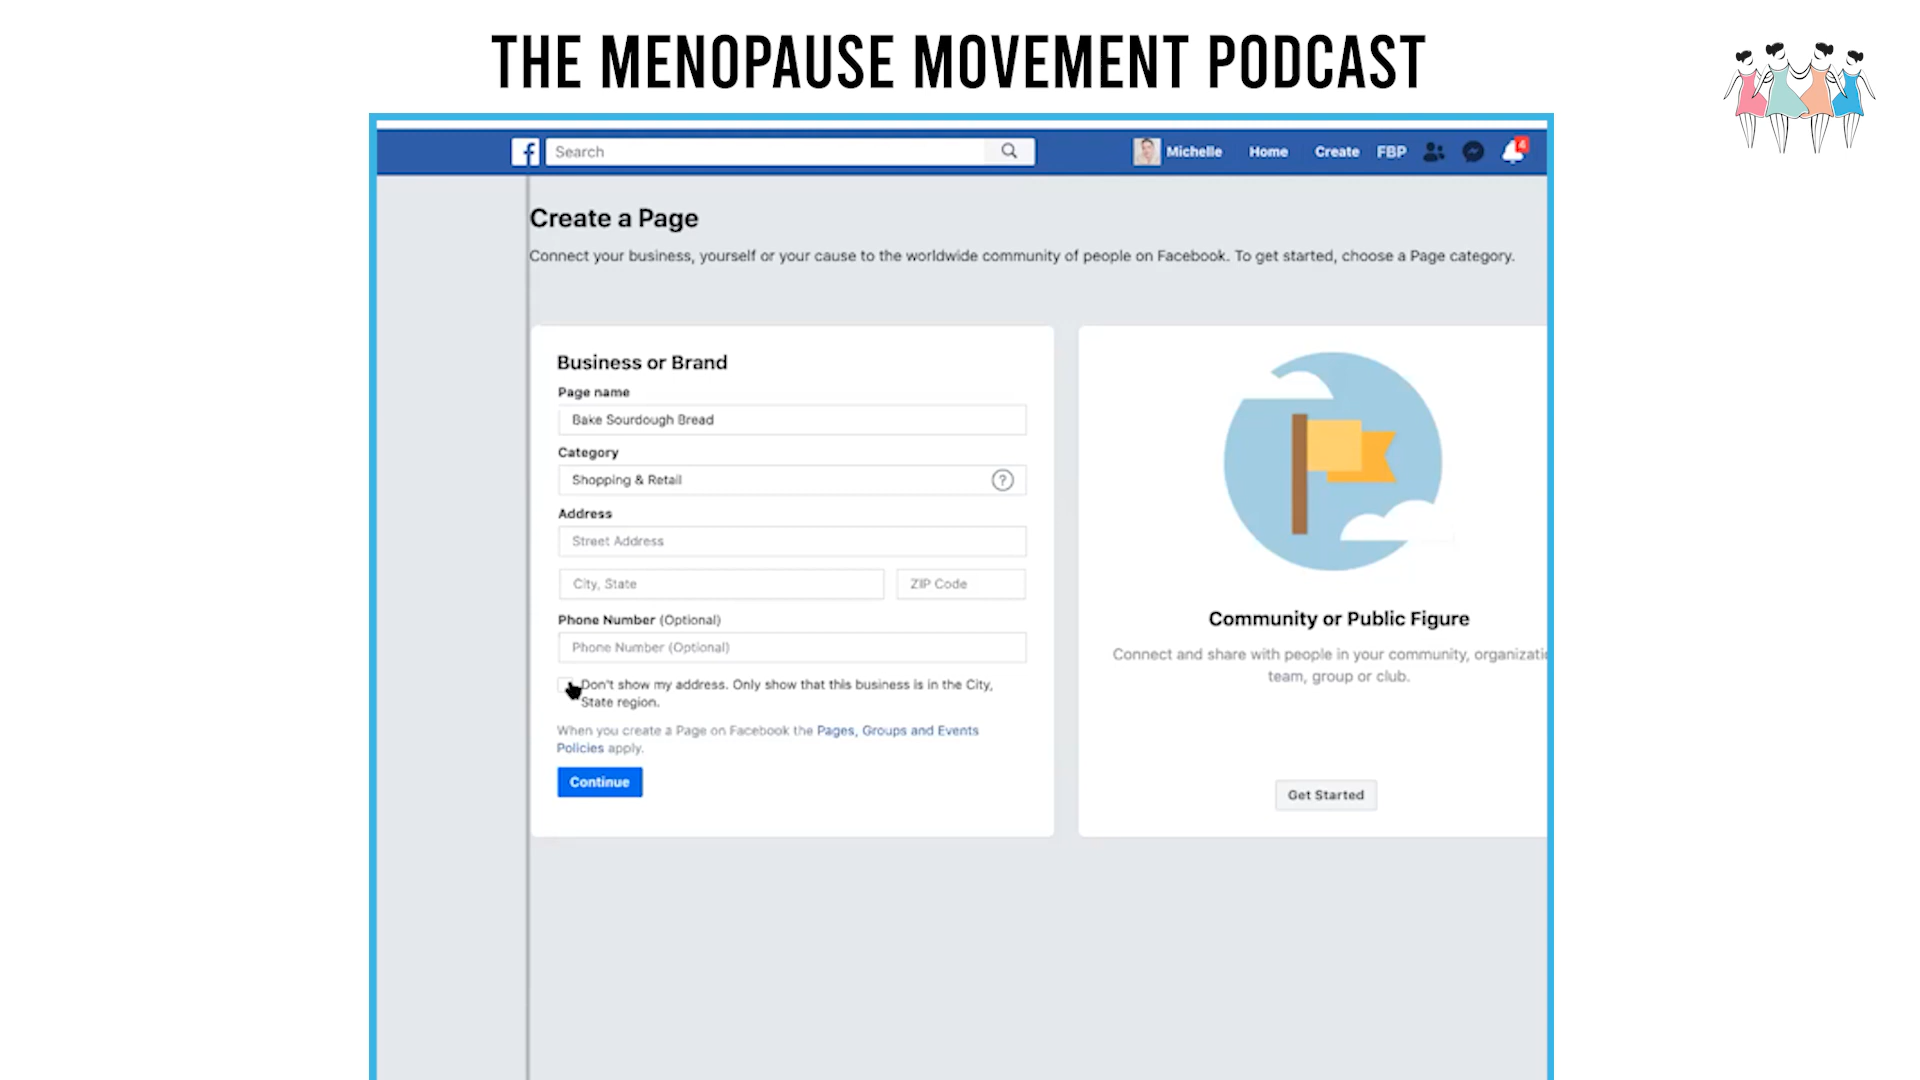 THE MENOPAUSE MOVEMENT PODCAST
f Search Michelle Home Create FBP 4
Create a Page
Connect your business, yourself or your cause to the worldwide community of people on Facebook. To get started, choose a Page category.
Business or Brand
Page name
Bake Sourdough Bread
Category
Shopping & Retail ?
Address
Street Address
City, State ZIP Code
Phone Number (Optional)
Phone Number (Optional)
Don't show my address. Only show that this business is in the City,
State region.
When you create a Page on Facebook the Pages, Groups and Events
Policies apply.
Continue
Community or Public Figure
Connect and share with people in your community, organizatio
team, group or club.
Get Started